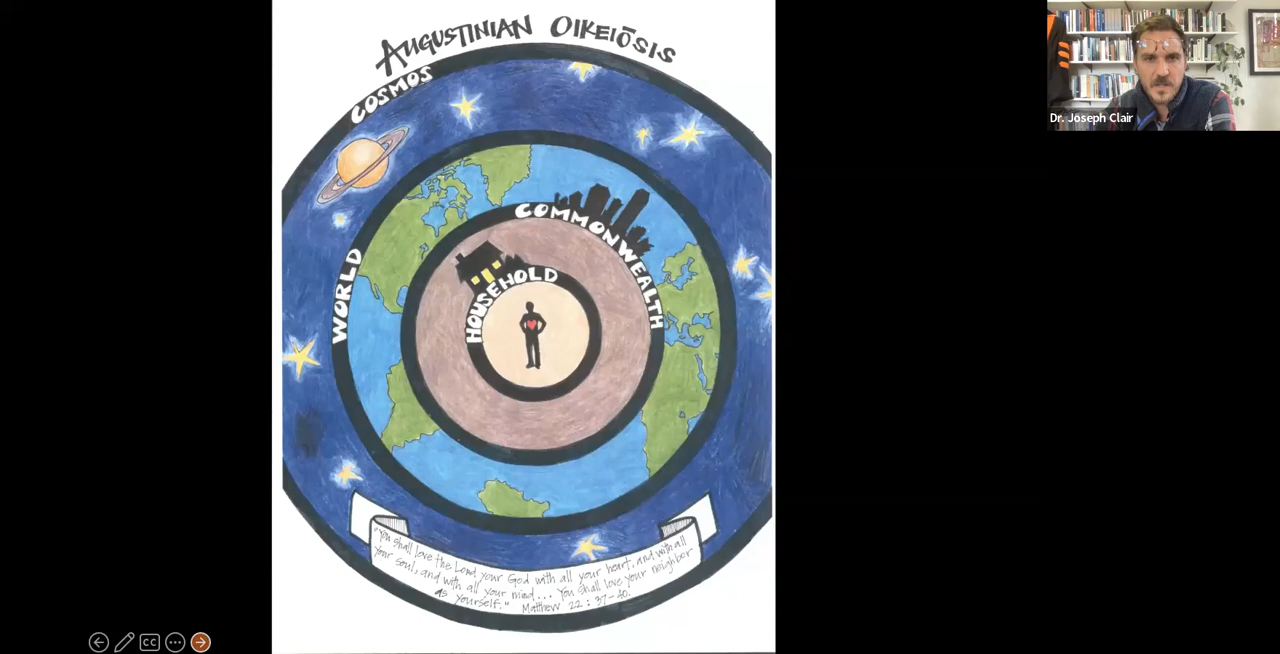 AUGUSTINIAN OIKEIŌSIS
COSMOS
WORLD
COMMONWEALTH
HOUSEHOLD
"You shall love the Lord your God with all your heart, and with all
your soul, and with all your mind... You shall love your neighbor
as yourself." Matthew 22:37-40.
Dr. Joseph Clair
CC